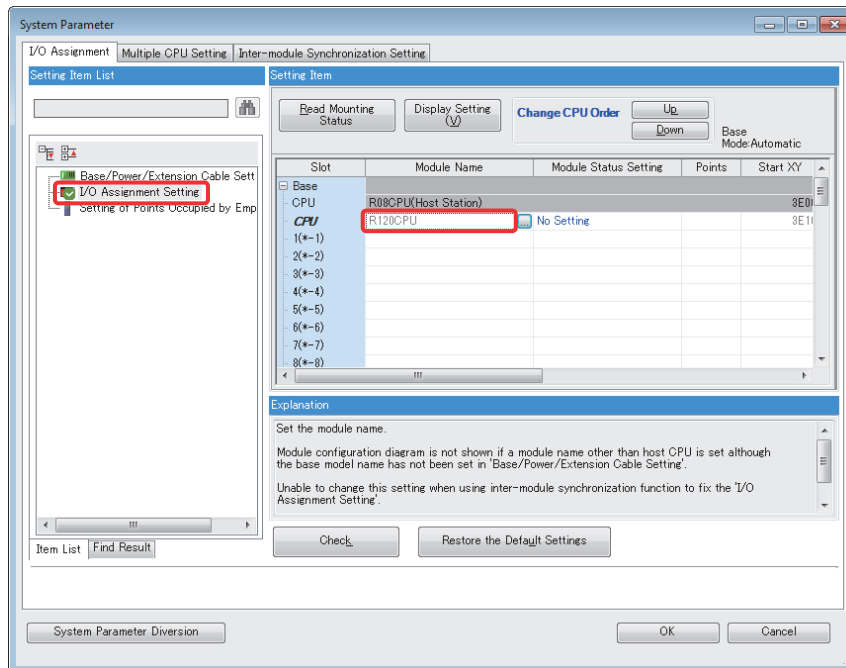 System Parameter
I/O Assignment Multiple CPU Setting Inter-module Synchronization Setting
Setting Item List
Setting Item
Read Mounting
Status
Display Setting
(V)
Change CPU Order
Up
Down
Base
Mode:Automatic
Base/Power/Extension Cable Sett
I/O Assignment Setting
Setting of Points Occupied by Emp
Slot Module Name Module Status Setting Points Start XY
Base
CPU R08CPU(Host Station) 3E0
CPU R120CPU ... No Setting 3E1
1(*-1)
2(*-2)
3(*-3)
4(*-4)
5(*-5)
6(*-6)
7(*-7)
8(*-8)
Explanation
Set the module name.
Module configuration diagram is not shown if a module name other than host CPU is set although
the base model name has not been set in 'Base/Power/Extension Cable Setting'.
Unable to change this setting when using inter-module synchronization function to fix the 'I/O
Assignment Setting'.
Item List Find Result
Check
Restore the Default Settings
System Parameter Diversion
OK
Cancel